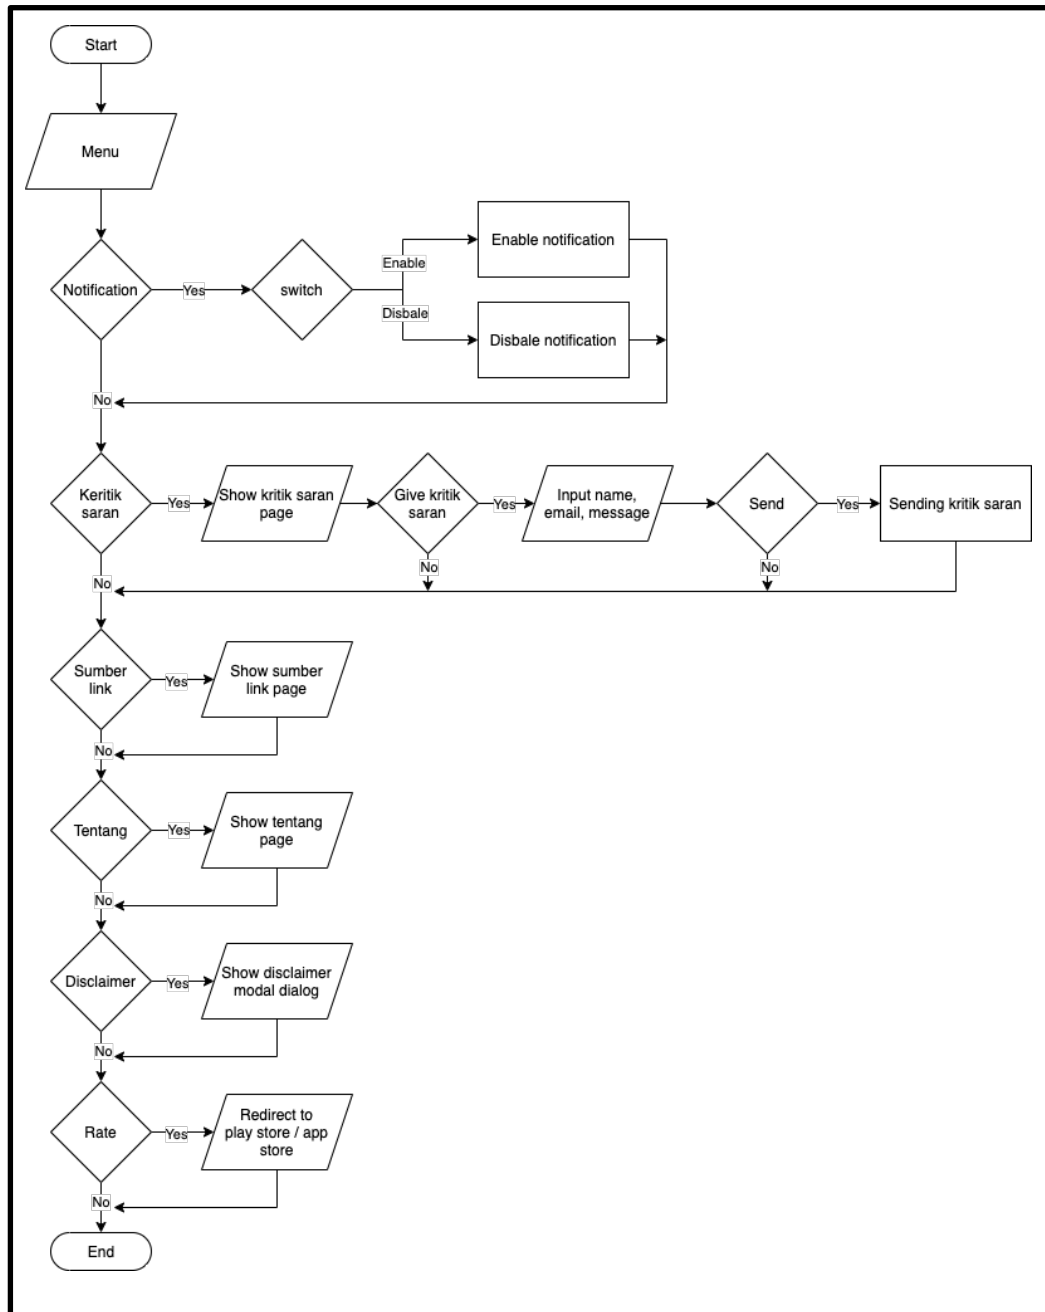 Start
Menu
Notification
Yes
switch
Enable
Disbale
Enable notification
Disbale notification
No
Keritik
saran
Yes
Show kritik saran
page
Give kritik
saran
Yes
Input name,
email, message
Send
Yes
Sending kritik saran
No
No
No
Sumber
link
Yes
Show sumber
link page
No
Tentang
Yes
Show tentang
page
No
Disclaimer
Yes
Show disclaimer
modal dialog
No
Rate
Yes
Redirect to
play store / app
store
No
End